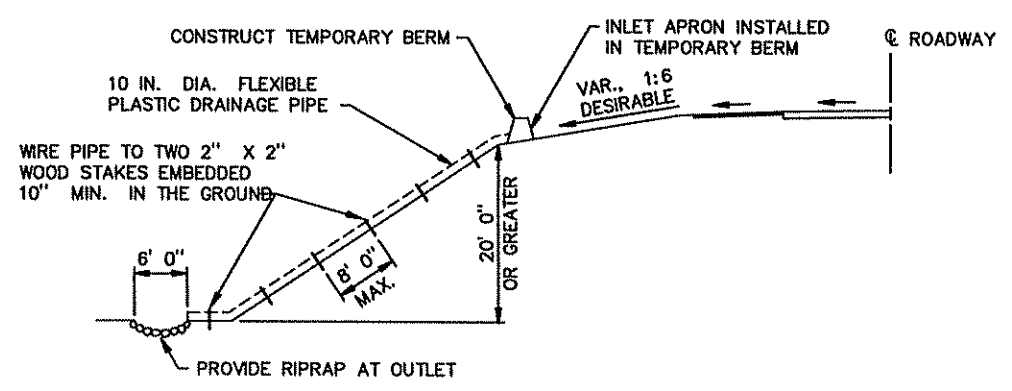 CONSTRUCT TEMPORARY BERM
INLET APRON INSTALLED
IN TEMPORARY BERM
℄ ROADWAY
10 IN. DIA. FLEXIBLE
PLASTIC DRAINAGE PIPE
VAR., 1:6
DESIRABLE
WIRE PIPE TO TWO 2" X 2"
WOOD STAKES EMBEDDED
10" MIN. IN THE GROUND
20' 0"
OR GREATER
6' 0"
8' 0"
MAX.
PROVIDE RIPRAP AT OUTLET